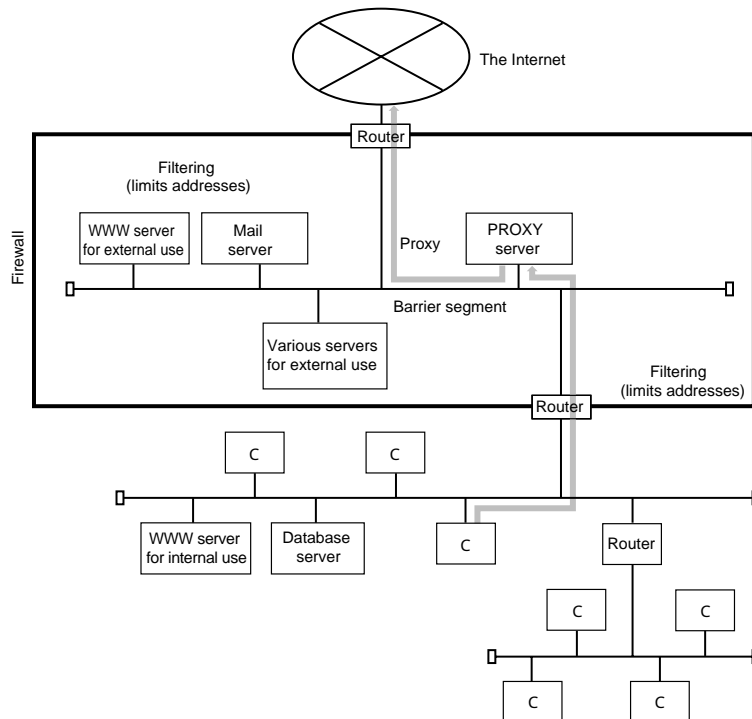 The Internet
Router
Filtering
(limits addresses)
WWW server
for external use
Mail
server
Proxy
PROXY
server
Firewall
Barrier segment
Various servers
for external use
Filtering
(limits addresses)
Router
C
C
WWW server
for internal use
Database
server
C
Router
C
C
C
C